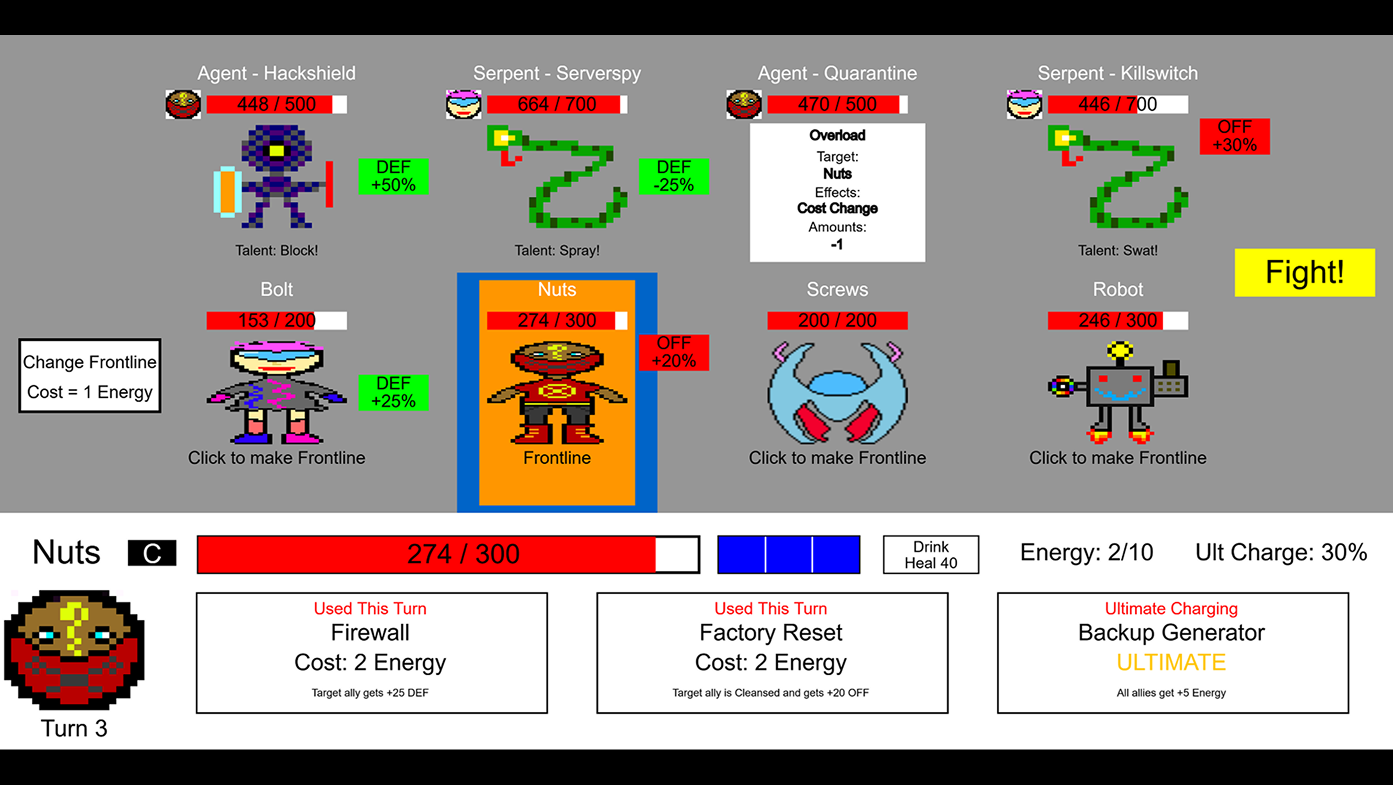 Agent - Hackshield
448 / 500
DEF
+50%
Talent: Block!
Serpent - Serverspy
664 / 700
DEF
-25%
Talent: Spray!
Agent - Quarantine
470 / 500
Overload
Target:
Nuts
Effects:
Cost Change
Amounts:
-1
Serpent - Killswitch
446 / 700
OFF
+30%
Talent: Swat!
Fight!
Change Frontline
Cost = 1 Energy
Bolt
153 / 200
DEF
+25%
Click to make Frontline
Nuts
274 / 300
OFF
+20%
Frontline
Screws
200 / 200
Click to make Frontline
Robot
246 / 300
Click to make Frontline
Nuts
C
274 / 300
Drink
Heal 40
Energy: 2/10
Ult Charge: 30%
Turn 3
Used This Turn
Firewall
Cost: 2 Energy
Target ally gets +25 DEF
Used This Turn
Factory Reset
Cost: 2 Energy
Target ally is Cleansed and gets +20 OFF
Ultimate Charging
Backup Generator
ULTIMATE
All allies get +5 Energy